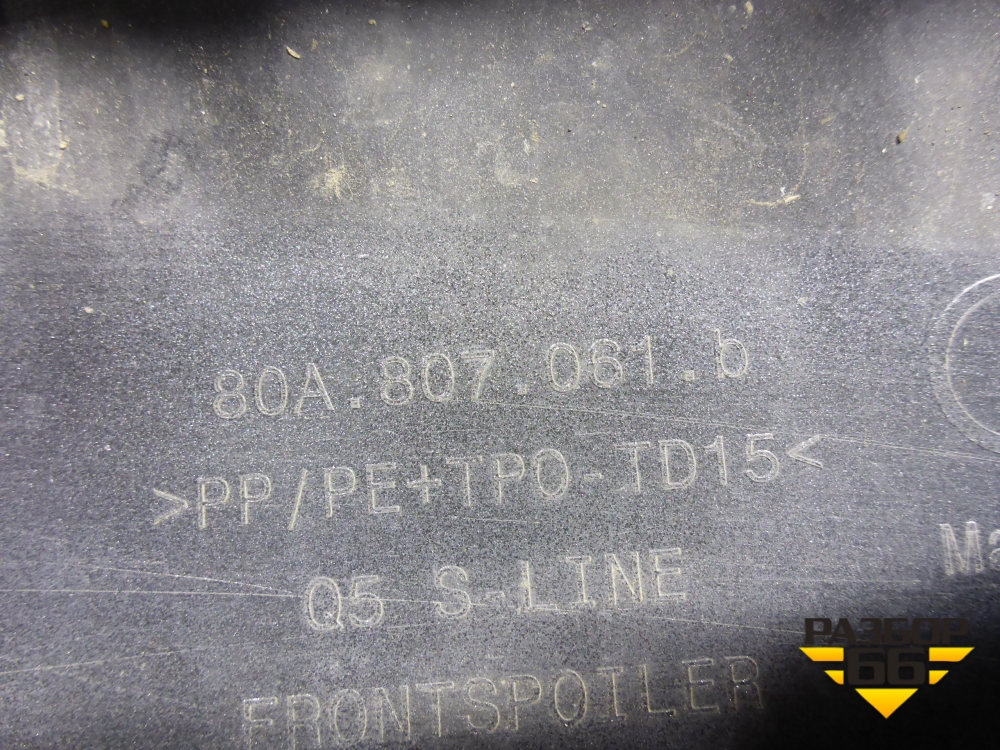 80A.807.061.b
>PP/PE+TPO-TD15<
Q5 S-LINE
FRONTSPOILER
РАЗБОР
66